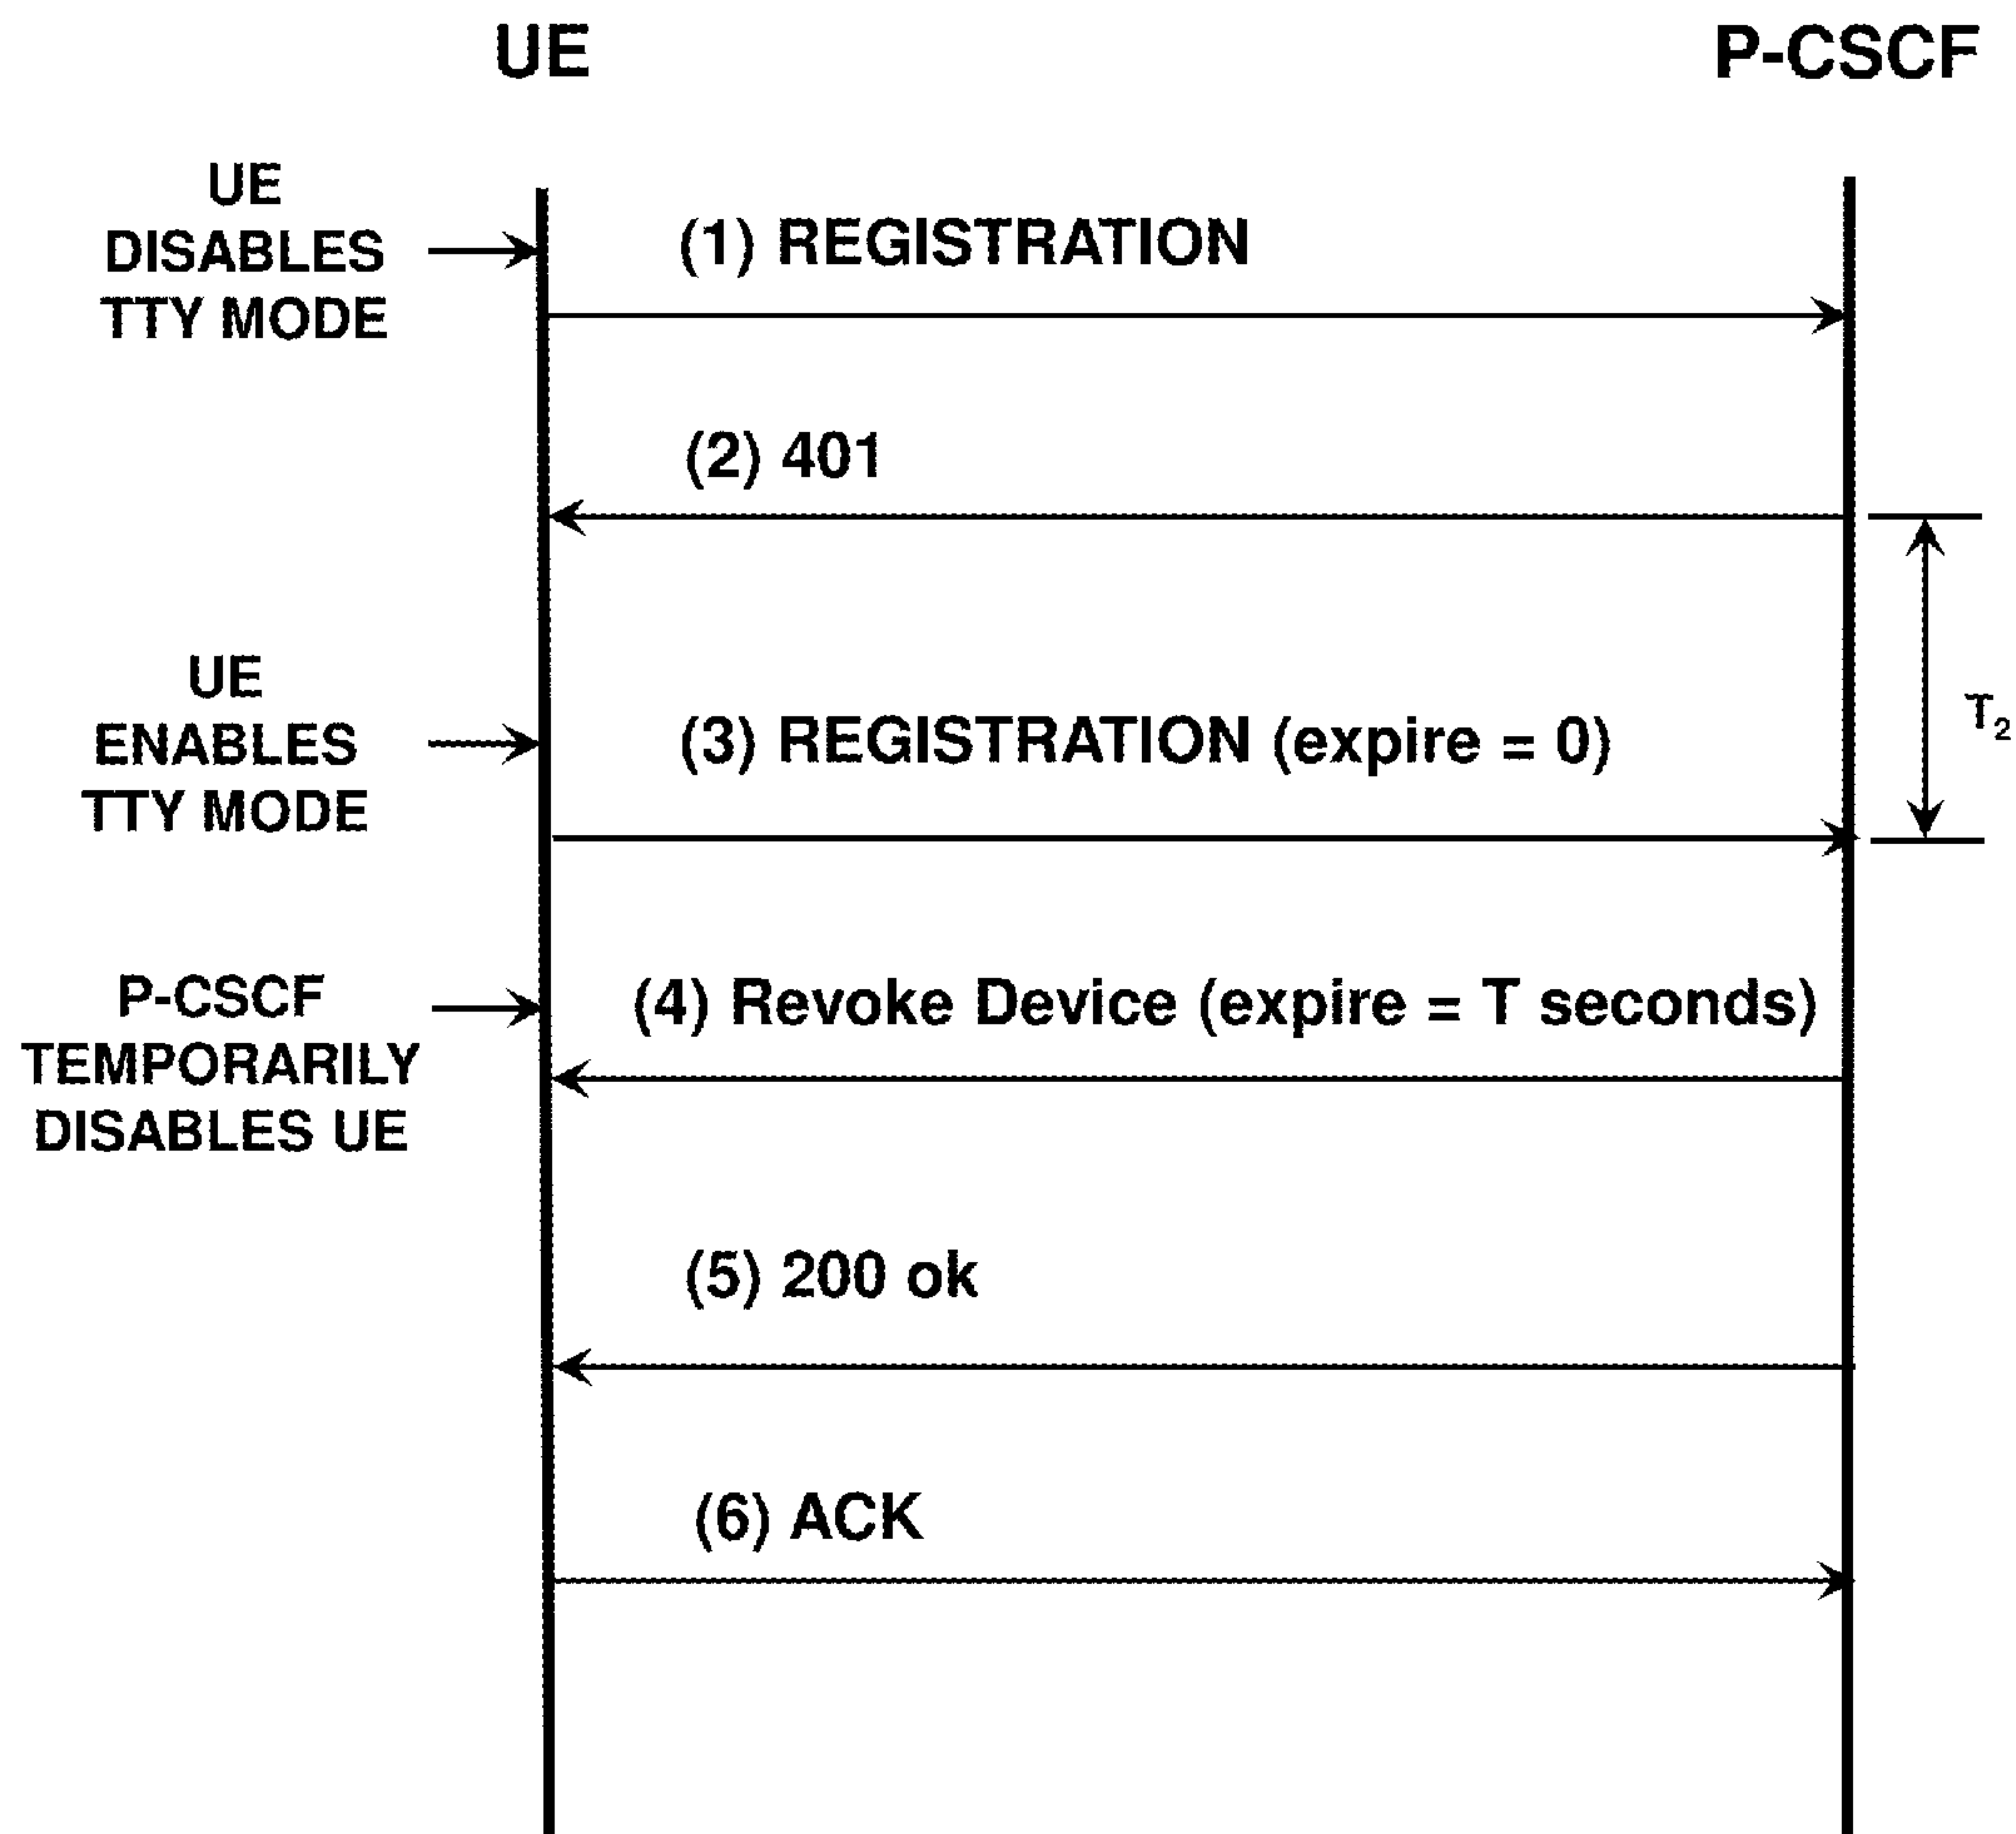 UE
P-CSCF
UE
DISABLES
TTY MODE
(1) REGISTRATION
(2) 401
UE
ENABLES
TTY MODE
(3) REGISTRATION (expire = 0)
T2
P-CSCF
TEMPORARILY
DISABLES UE
(4) Revoke Device (expire = T seconds)
(5) 200 ok
(6) ACK